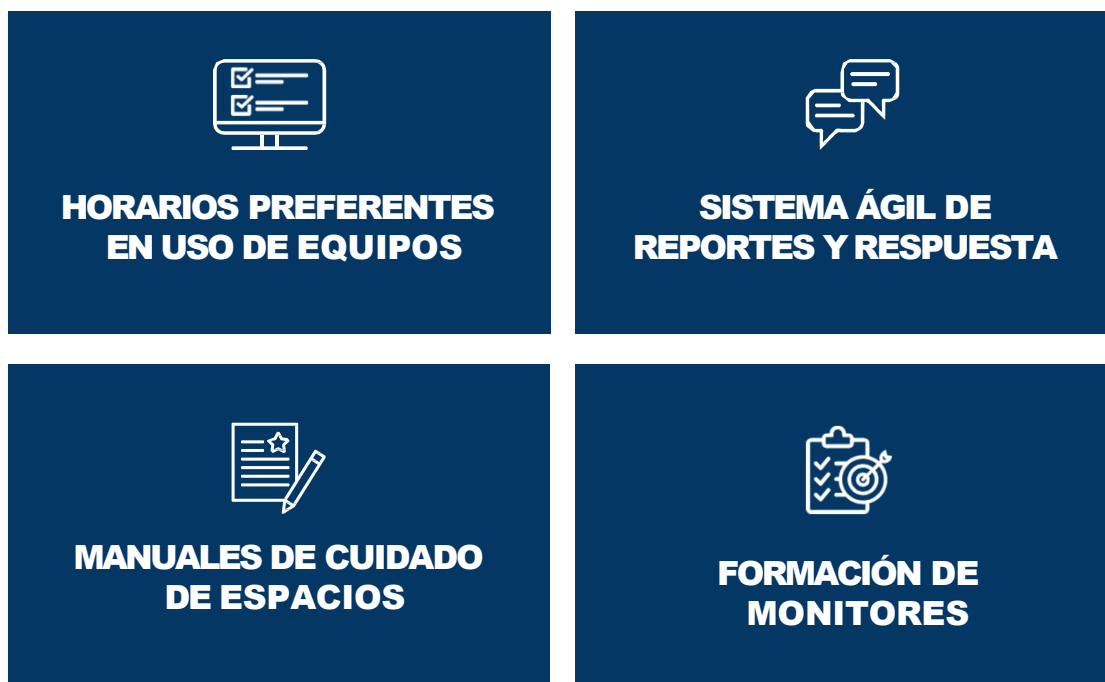 HORARIOS PREFERENTES
EN USO DE EQUIPOS
SISTEMA ÁGIL DE
REPORTES Y RESPUESTA
MANUALES DE CUIDADO
DE ESPACIOS
FORMACIÓN DE
MONITORES